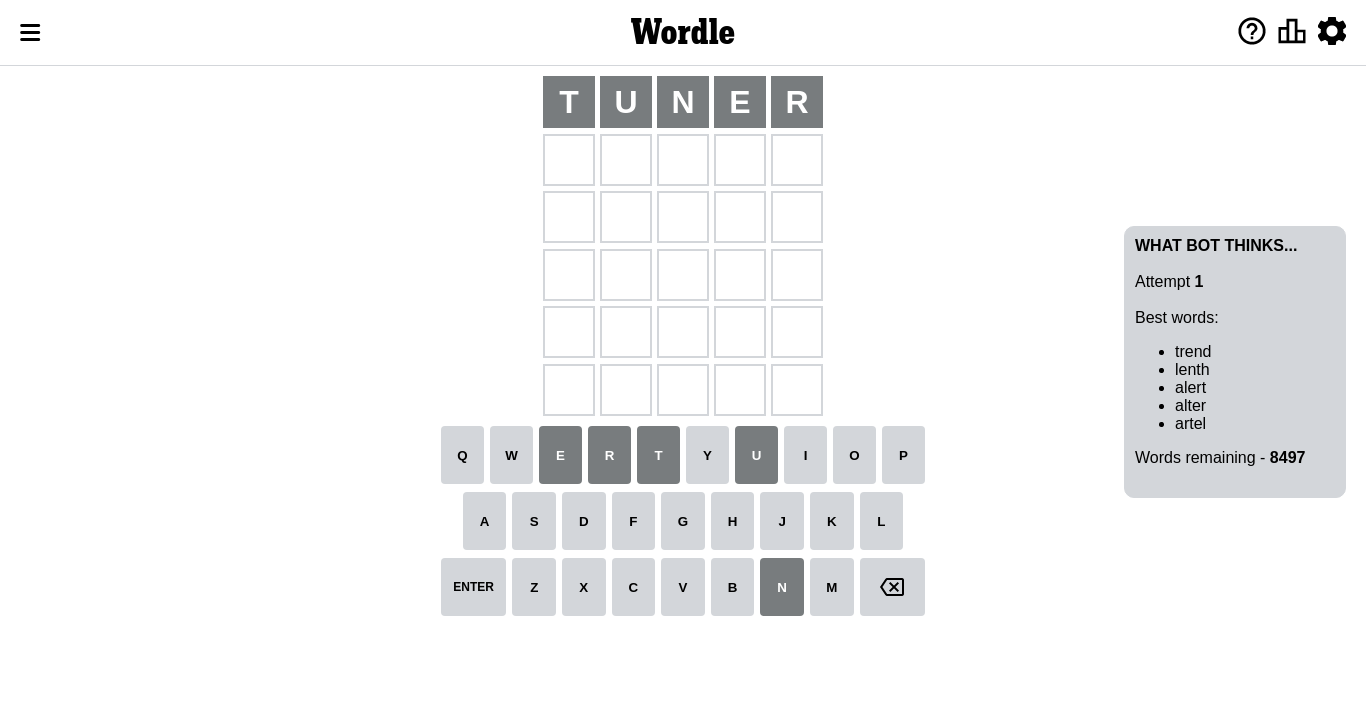 Wordle
T U N E R
WHAT BOT THINKS...
Attempt 1
Best words:
trend
lenth
alert
alter
artel
Words remaining - 8497
Q W E R T Y U I O P
A S D F G H J K L
ENTER Z X C V B N M